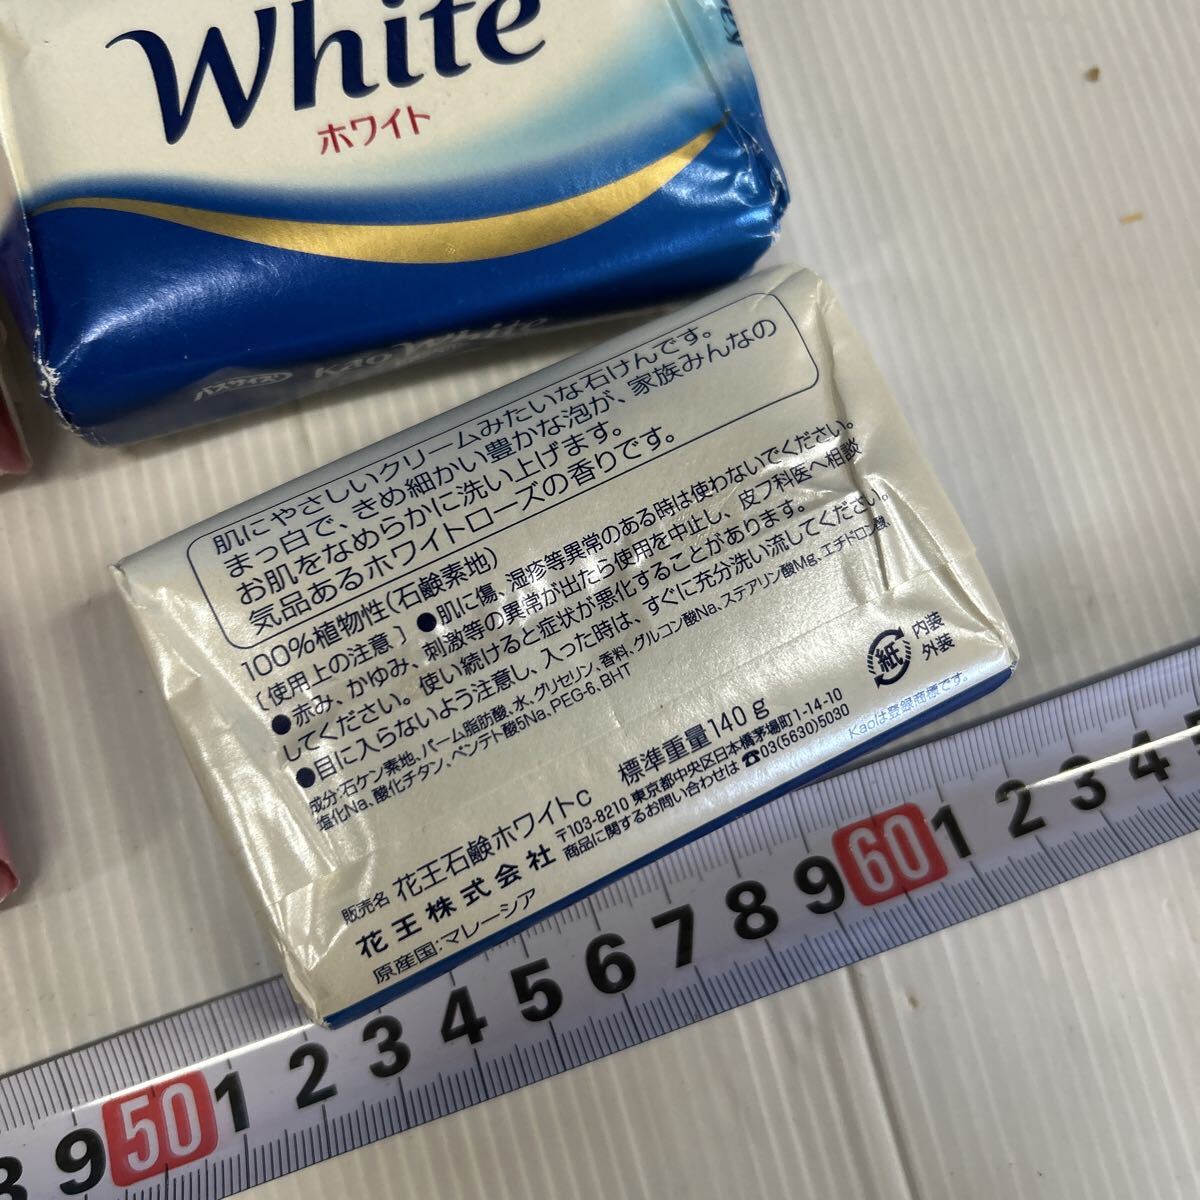 White
ホワイト
バスサイズ Kao White
肌にやさしいクリームみたいな石けんです。
まっ白で、きめ細かい豊かな泡が、家族みんなの
お肌をなめらかに洗い上げます。
気品あるホワイトローズの香りです。
100%植物性(石鹸素地)
[使用上の注意] ●肌に傷、湿疹等異常のある時は使わないでください。
●赤み、かゆみ、刺激等の異常が出たら使用を中止し、皮フ科医へ相談
してください。使い続けると症状が悪化することがあります。
●目に入らないよう注意し、入った時は、すぐに充分洗い流してください。
成分:石ケン素地、パーム脂肪酸、水、グリセリン、香料、グルコン酸Na、ステアリン酸Mg、エチドロン酸、
塩化Na、酸化チタン、ペンテト酸5Na、PEG-6、BHT
標準重量140g
販売名 花王石鹸ホワイトC
花王株式会社 〒103-8210 東京都中央区日本橋茅場町1-14-10
商品に関するお問い合わせは ☎03(5630)5030
原産国:マレーシア
紙 内装
外装
Kaoは登録商標です。
9 50 1 2 3 4 5 6 7 8 9 60 1 2 3 4